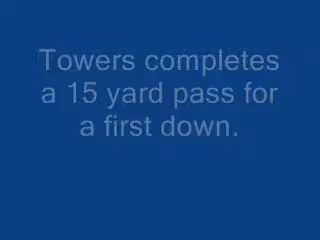 Towers completes
a 15 yard pass for
a first down.